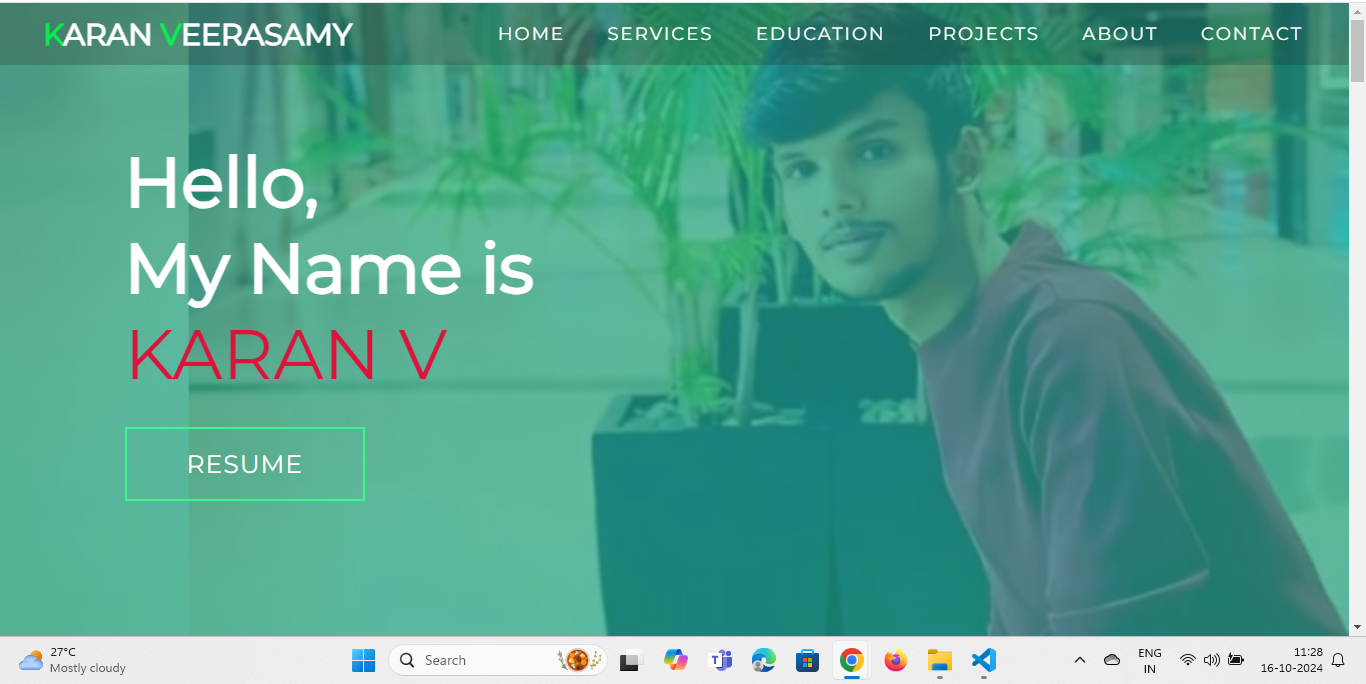 KARAN VEERASAMY
HOME SERVICES EDUCATION PROJECTS ABOUT CONTACT
Hello,
My Name is
KARAN V
RESUME
27°C
Mostly cloudy
Search
ENG
IN
11:28
16-10-2024